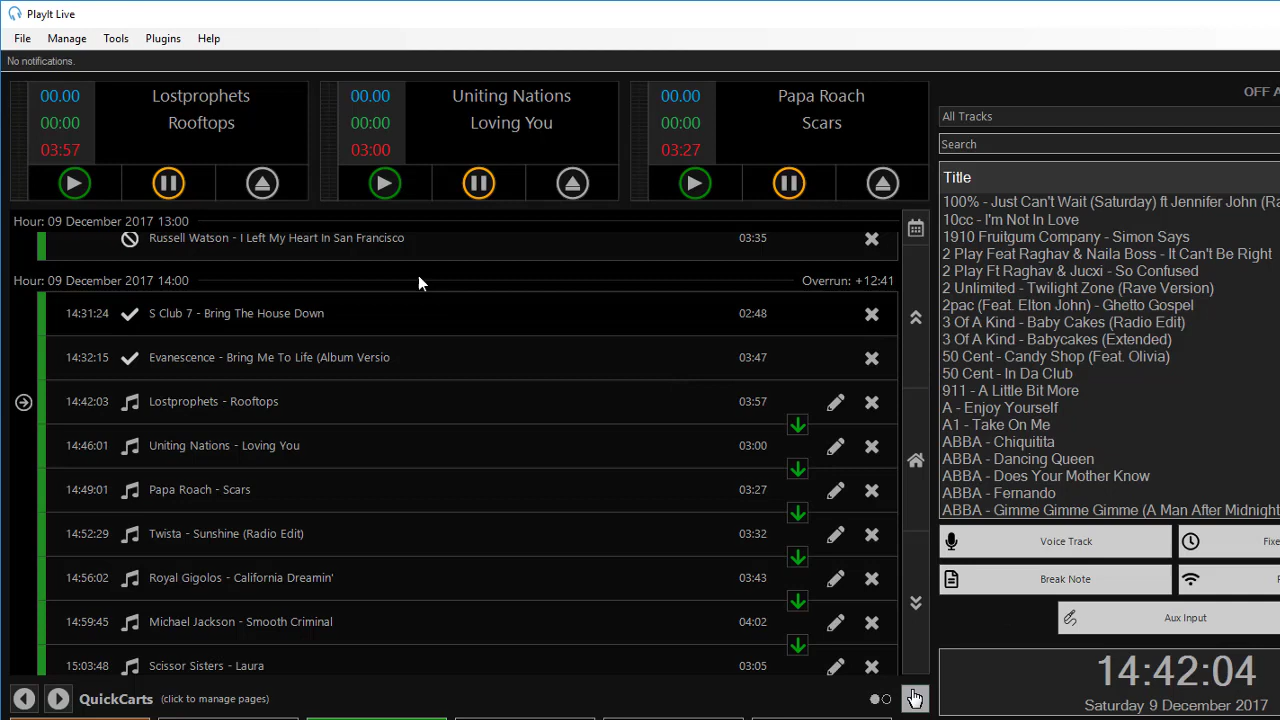 PlayIt Live
File Manage Tools Plugins Help
No notifications.
00.00 Lostprophets
00:00 Rooftops
03:57
00.00 Uniting Nations
00:00 Loving You
03:00
00.00 Papa Roach
00:00 Scars
03:27
Hour: 09 December 2017 13:00
Russell Watson - I Left My Heart In San Francisco 03:35
Hour: 09 December 2017 14:00 Overrun: +12:41
14:31:24 S Club 7 - Bring The House Down 02:48
14:32:15 Evanescence - Bring Me To Life (Album Versio 03:47
14:42:03 Lostprophets - Rooftops 03:57
14:46:01 Uniting Nations - Loving You 03:00
14:49:01 Papa Roach - Scars 03:27
14:52:29 Twista - Sunshine (Radio Edit) 03:32
14:56:02 Royal Gigolos - California Dreamin' 03:43
14:59:45 Michael Jackson - Smooth Criminal 04:02
15:03:48 Scissor Sisters - Laura 03:05
QuickCarts (click to manage pages)
OFF A
All Tracks
Search
Title
100% - Just Can't Wait (Saturday) ft Jennifer John (Ra
10cc - I'm Not In Love
1910 Fruitgum Company - Simon Says
2 Play Feat Raghav & Naila Boss - It Can't Be Right
2 Play Ft Raghav & Jucxi - So Confused
2 Unlimited - Twilight Zone (Rave Version)
2pac (Feat. Elton John) - Ghetto Gospel
3 Of A Kind - Baby Cakes (Radio Edit)
3 Of A Kind - Babycakes (Extended)
50 Cent - Candy Shop (Feat. Olivia)
50 Cent - In Da Club
911 - A Little Bit More
A - Enjoy Yourself
A1 - Take On Me
ABBA - Chiquitita
ABBA - Dancing Queen
ABBA - Does Your Mother Know
ABBA - Fernando
ABBA - Gimme Gimme Gimme (A Man After Midnight
Voice Track Fixe
Break Note
Aux Input
14:42:04
Saturday 9 December 2017